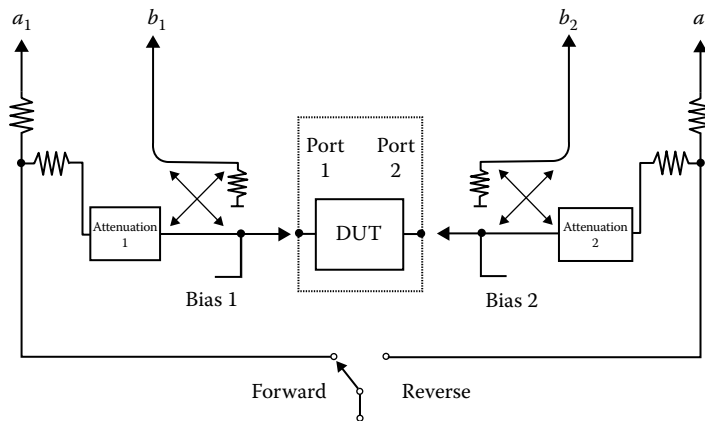 a₁
b₁
b₂
a
Port
1
Port
2
Attenuation
1
DUT
Attenuation
2
Bias 1
Bias 2
Forward
Reverse